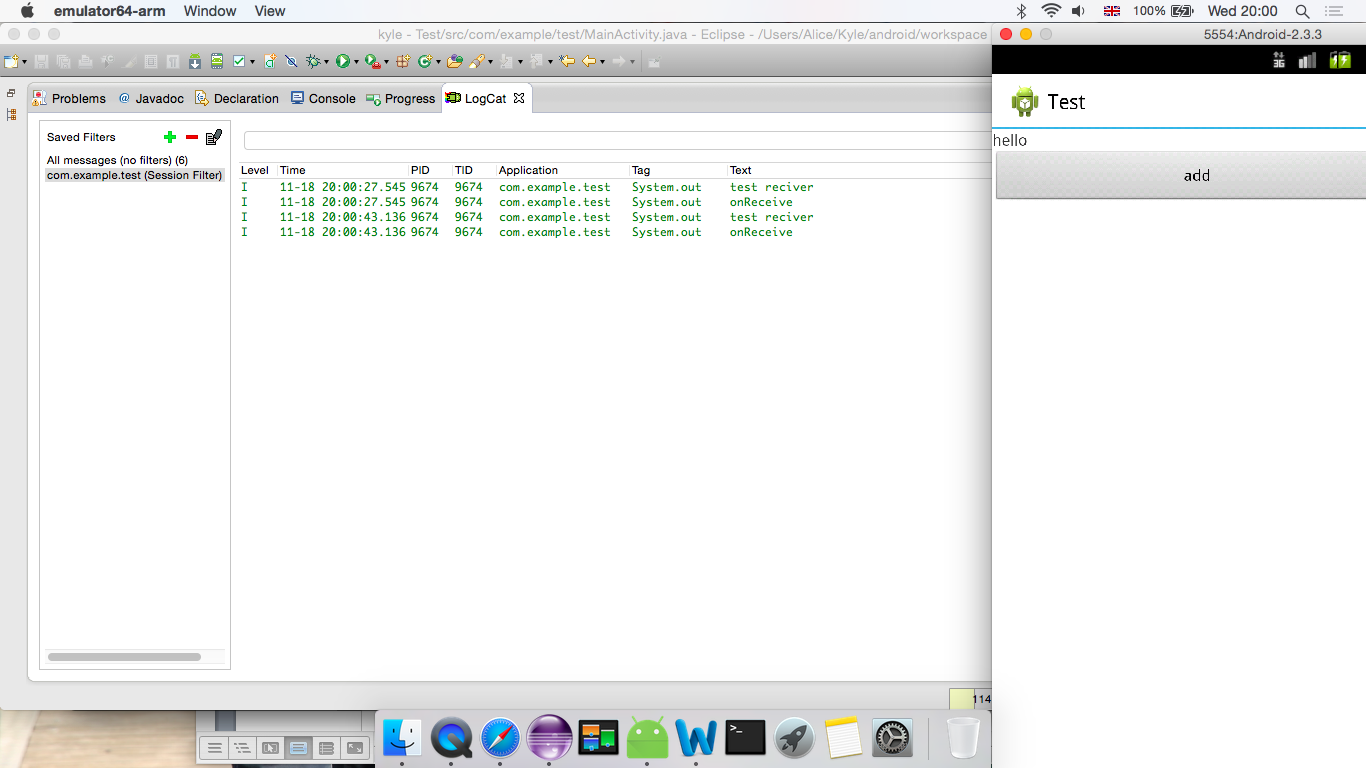 emulator64-arm Window View 100% Wed 20:00
kyle - Test/src/com/example/test/MainActivity.java - Eclipse - /Users/Alice/Kyle/android/workspace
5554:Android-2.3.3
3G
Problems @ Javadoc Declaration Console Progress LogCat
Test
Saved Filters
All messages (no filters) (6)
com.example.test (Session Filter)
Level Time PID TID Application Tag Text
I 11-18 20:00:27.545 9674 9674 com.example.test System.out test reciver
I 11-18 20:00:27.545 9674 9674 com.example.test System.out onReceive
I 11-18 20:00:43.136 9674 9674 com.example.test System.out test reciver
I 11-18 20:00:43.136 9674 9674 com.example.test System.out onReceive
hello
add
114